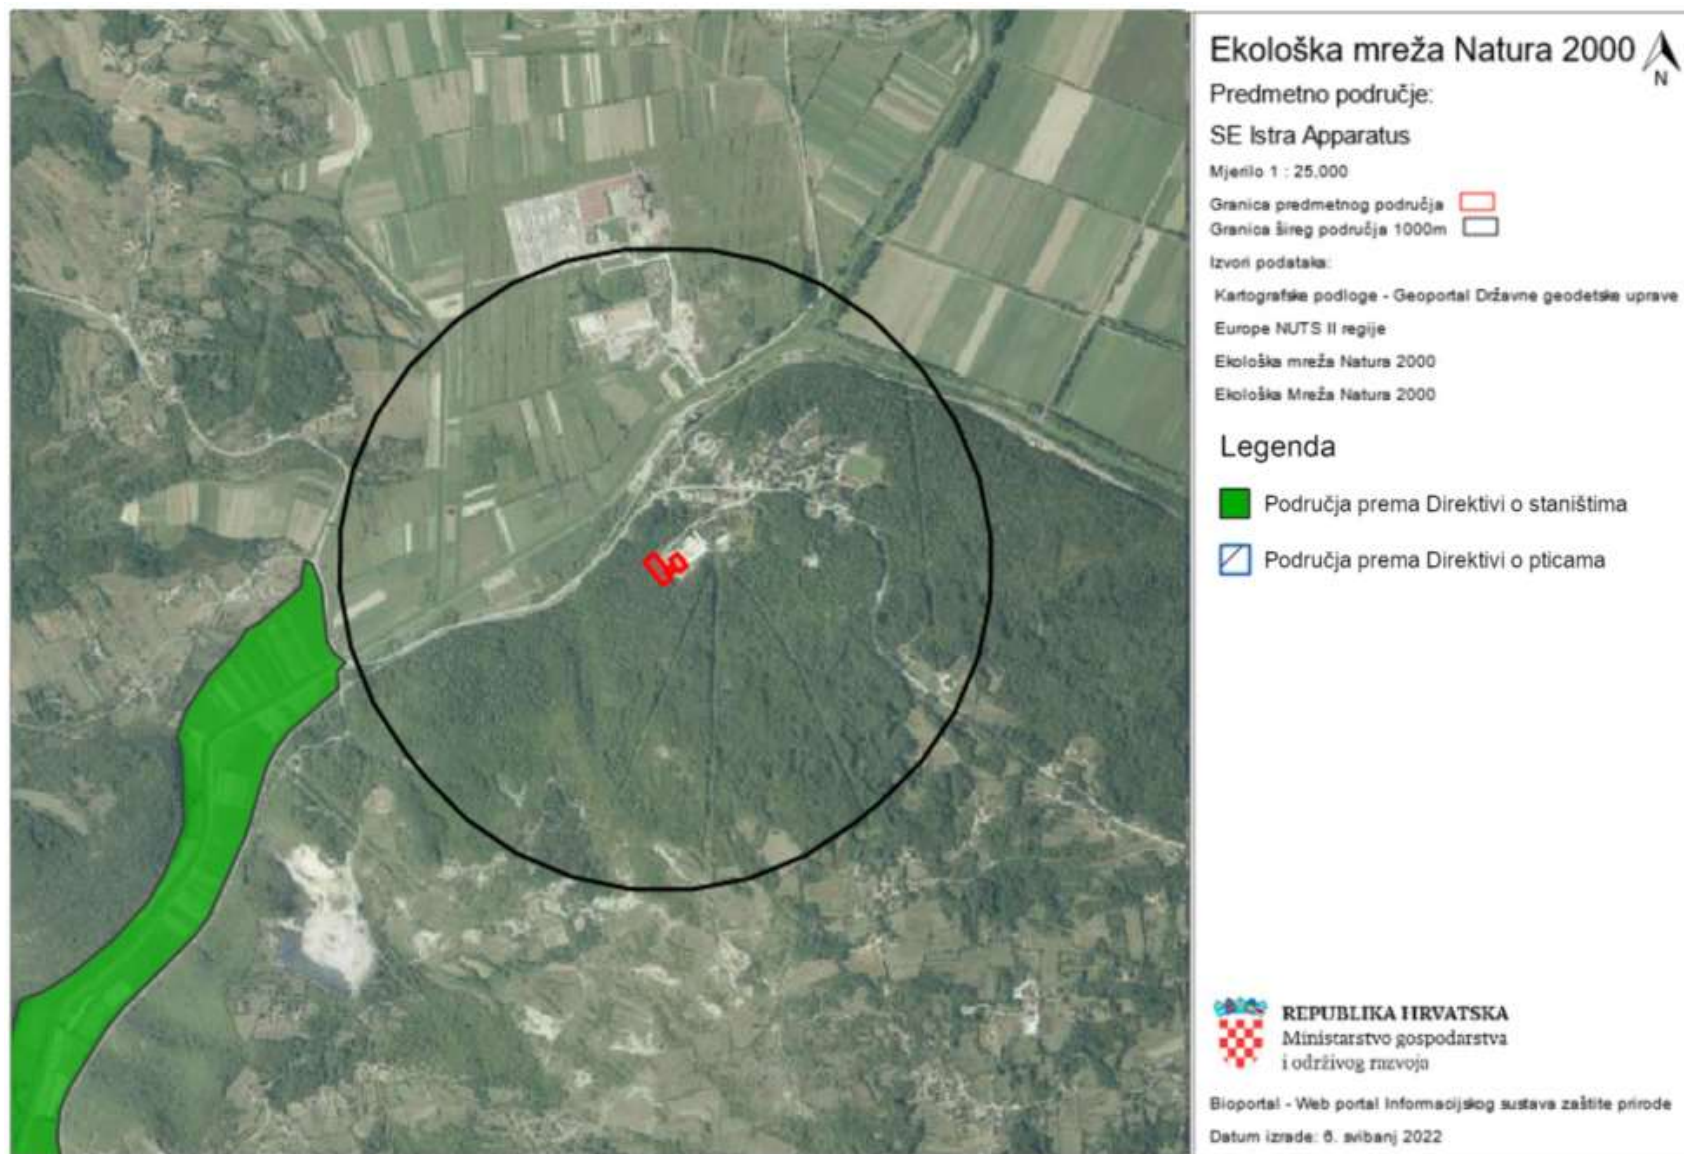 Ekološka mreža Natura 2000
N
Predmetno područje:
SE Istra Apparatus
Mjerilo 1 : 25,000
Granica predmetnog područja
Granica šireg područja 1000m
Izvori podataka:
Kartografske podloge - Geoportal Državne geodetske uprave
Europe NUTS II regije
Ekološka mreža Natura 2000
Ekološka Mreža Natura 2000
Legenda
Područja prema Direktivi o staništima
Područja prema Direktivi o pticama
REPUBLIKA HRVATSKA
Ministarstvo gospodarstva
i održivog razvoja
Bioportal - Web portal Informacijskog sustava zaštite prirode
Datum izrade: 6. svibanj 2022